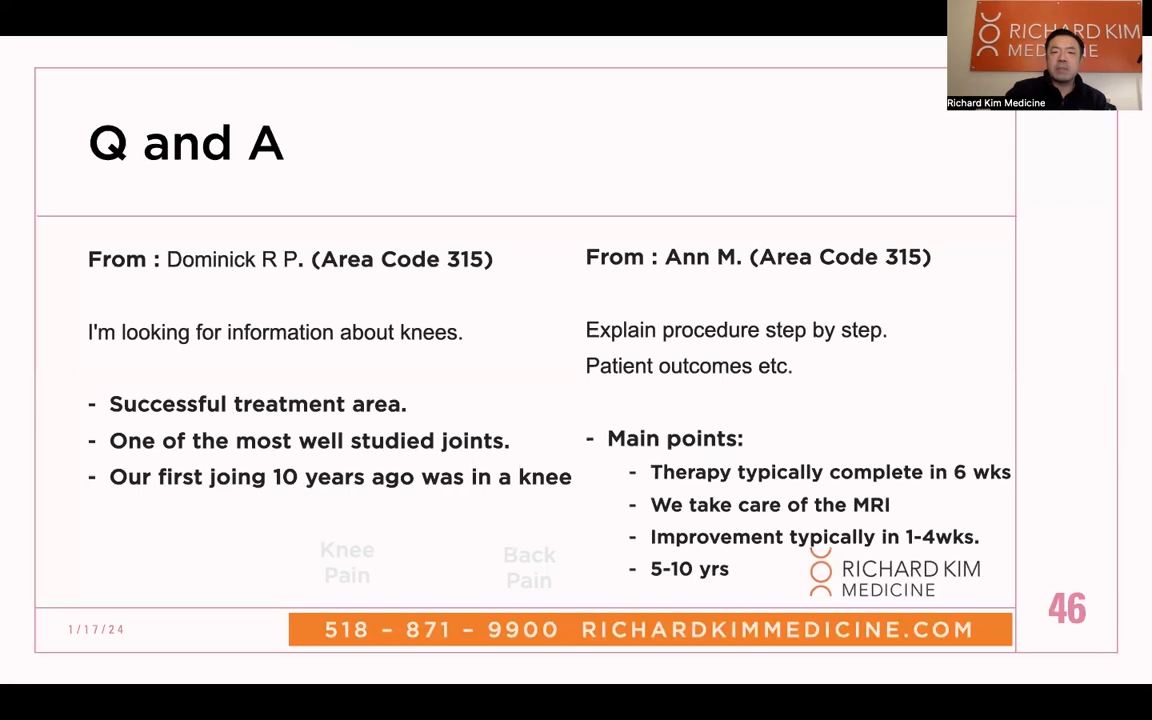 RICHARD KIM
MEDICINE
Richard Kim Medicine
Q and A
From : Dominick R P. (Area Code 315)
I'm looking for information about knees.
- Successful treatment area.
- One of the most well studied joints.
- Our first joing 10 years ago was in a knee
From : Ann M. (Area Code 315)
Explain procedure step by step.
Patient outcomes etc.
- Main points:
- Therapy typically complete in 6 wks
- We take care of the MRI
- Improvement typically in 1-4wks.
- 5-10 yrs
Knee
Pain
Back
Pain
RICHARD KIM
MEDICINE
46
1/17/24
518 - 871 - 9900 RICHARDKIMMEDICINE.COM